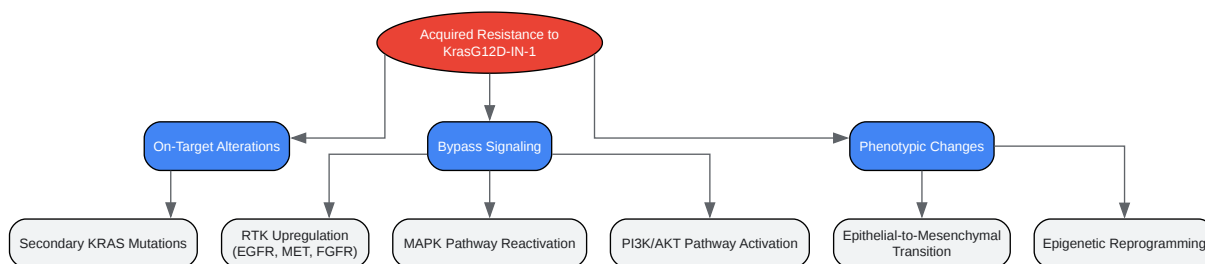 Acquired Resistance to
KrasG12D-IN-1
On-Target Alterations
Bypass Signaling
Phenotypic Changes
Secondary KRAS Mutations
RTK Upregulation
(EGFR, MET, FGFR)
MAPK Pathway Reactivation
PI3K/AKT Pathway Activation
Epithelial-to-Mesenchymal
Transition
Epigenetic Reprogramming